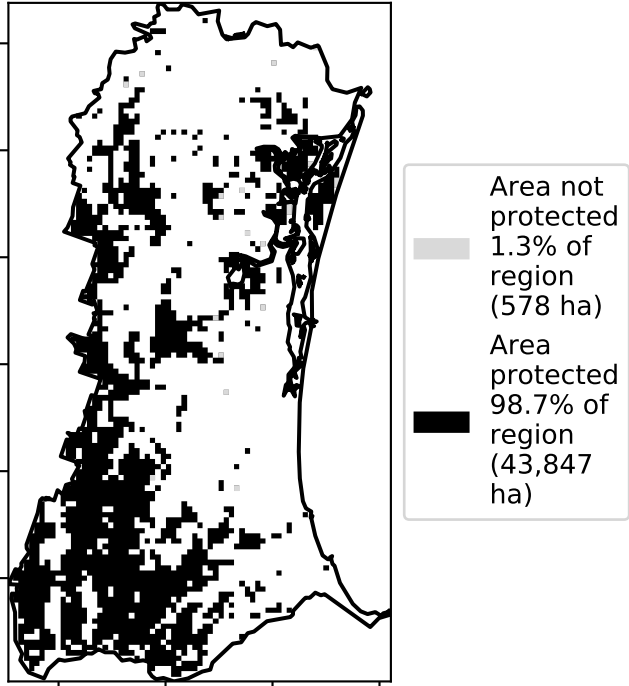 Area not
protected
1.3% of
region
(578 ha)
Area
protected
98.7% of
region
(43,847
ha)